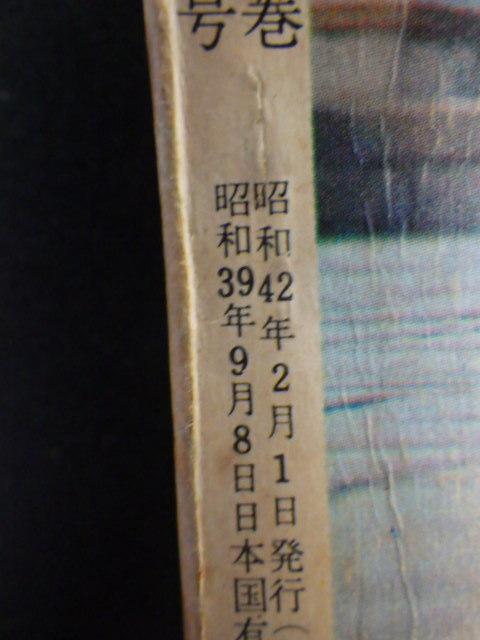 巻
号
昭和42年2月1日発行（
昭和39年9月8日日本国有